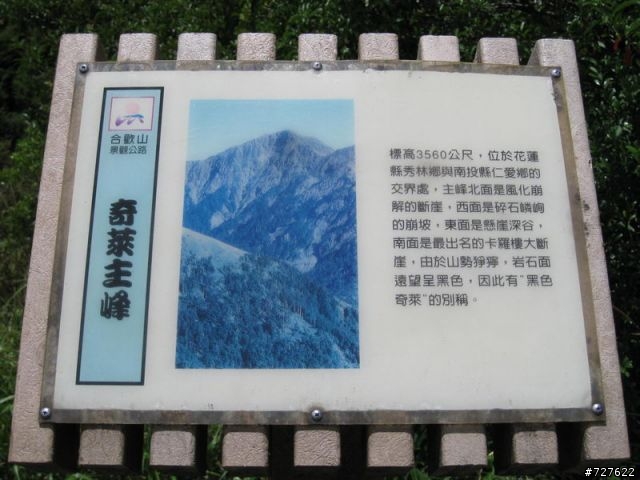 合歡山
景觀公路
奇萊主峰
標高3560公尺，位於花蓮
縣秀林鄉與南投縣仁愛鄉的
交界處，主峰北面是風化崩
解的斷崖，西面是碎石嶙峋
的崩坡，東面是懸崖深谷，
南面是最出名的卡羅樓大斷
崖，由於山勢猙獰，岩石面
遠望呈黑色，因此有"黑色
奇萊"的別稱。
#727622